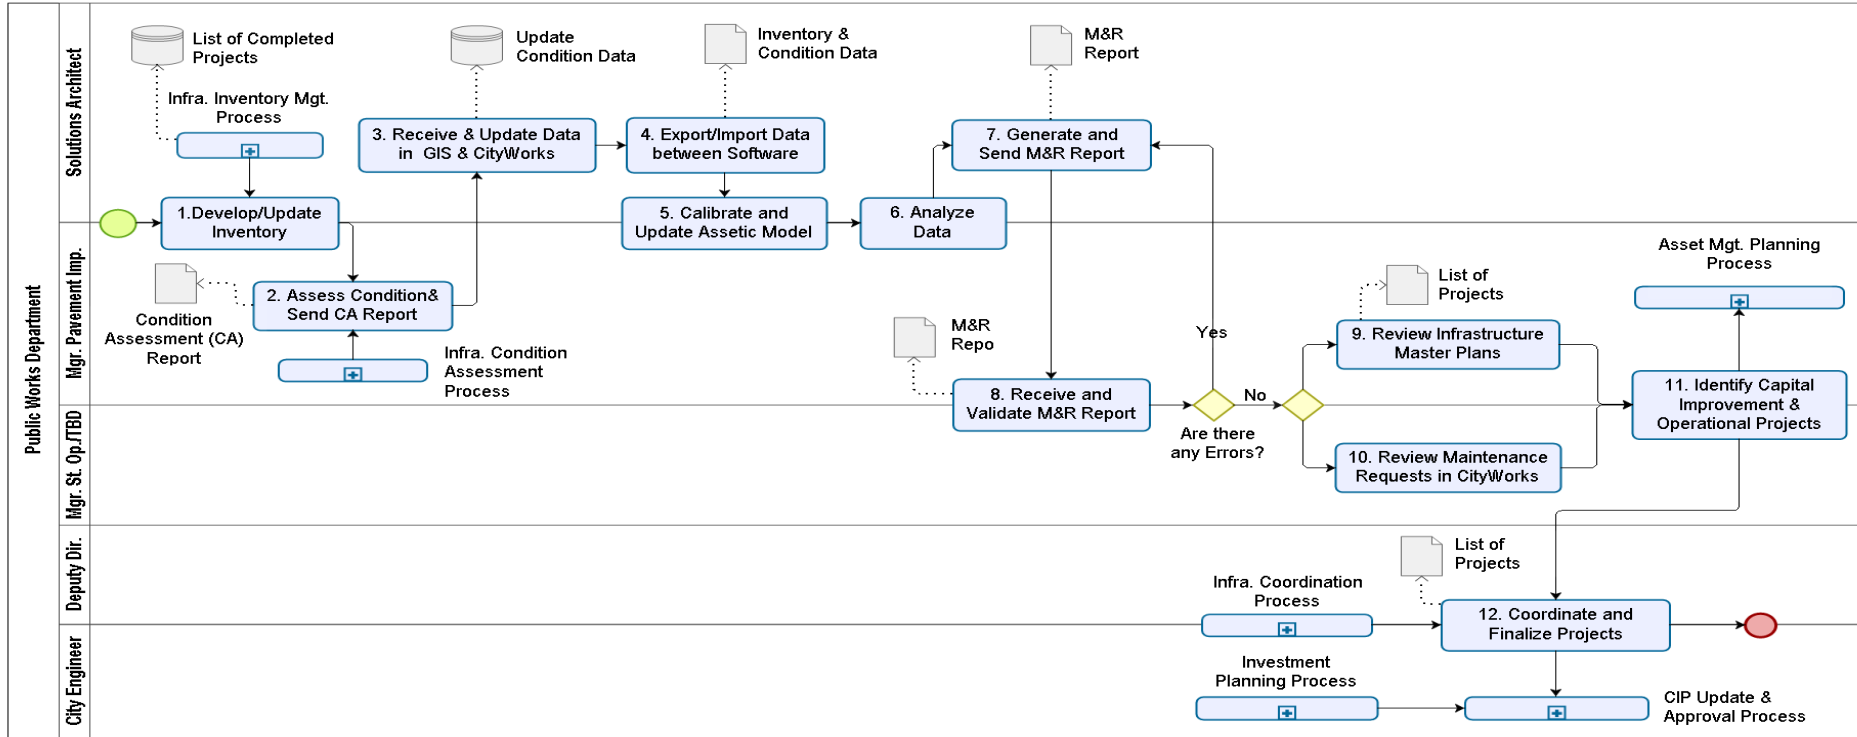 Public Works Department
Solutions Architect
List of Completed
Projects
Infra. Inventory Mgt.
Process
1.Develop/Update
Inventory
Update
Condition Data
3. Receive & Update Data
in GIS & CityWorks
Inventory &
Condition Data
4. Export/Import Data
between Software
5. Calibrate and
Update Assetic Model
6. Analyze
Data
M&R
Report
7. Generate and
Send M&R Report
Mgr. Pavement Imp.
2. Assess Condition&
Send CA Report
Condition
Assessment (CA)
Report
Infra. Condition
Assessment
Process
M&R
Repo
8. Receive and
Validate M&R Report
Yes
No
Are there
any Errors?
List of
Projects
9. Review Infrastructure
Master Plans
Asset Mgt. Planning
Process
11. Identify Capital
Improvement &
Operational Projects
Mgr. St. Op./TBD
10. Review Maintenance
Requests in CityWorks
Deputy Dir.
List of
Projects
Infra. Coordination
Process
12. Coordinate and
Finalize Projects
City Engineer
Investment
Planning Process
CIP Update &
Approval Process